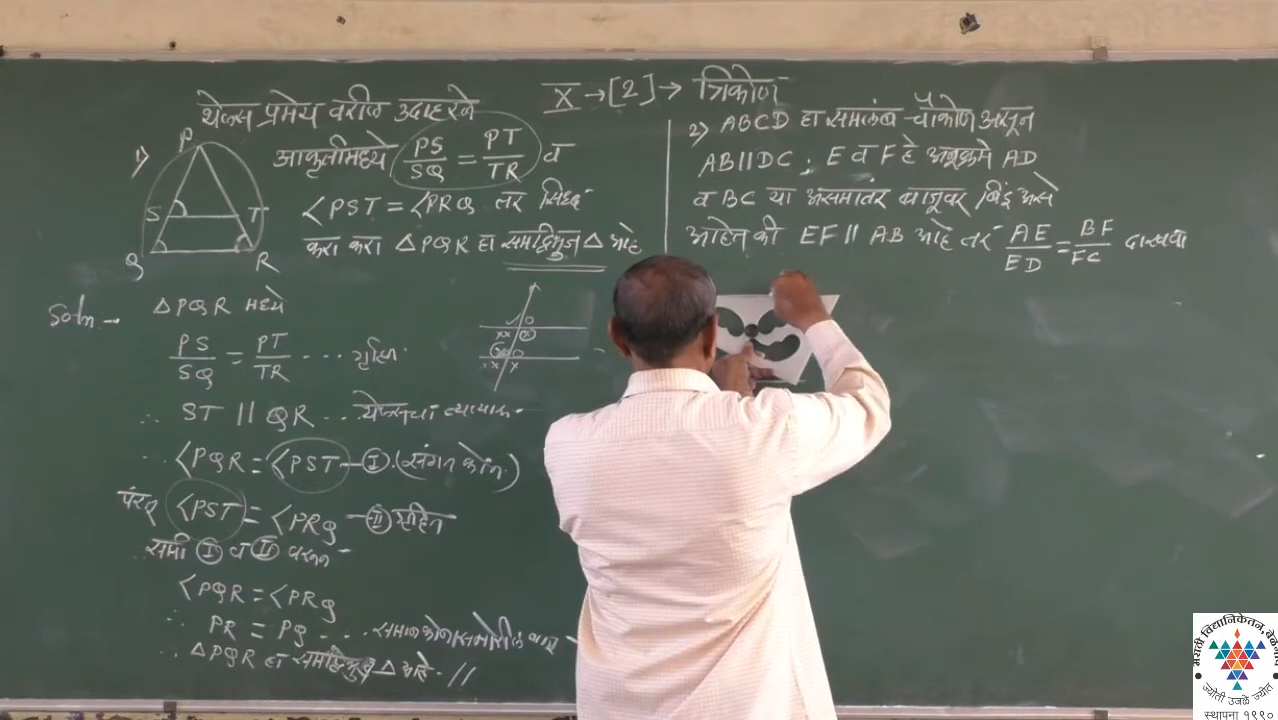 X → [2] → त्रिकोण
थेल्स प्रमेय वरील उदाहरणे
1) आकृतीमध्ये PS/SQ = PT/TR व
<PST = <PRQ तर सिध्द
करा करा △PQR हा समद्विभुज △ आहे
P
S T
Q R
Soln.- △PQR मध्ये
PS/SQ = PT/TR .... गृहित
∴ ST || QR ... थेल्सचा व्यत्यास
∴ <PQR = <PST - I (संगत कोन)
परंतु <PST = <PRQ - II गृहित
∴ समी I व II वरून -
<PQR = <PRQ
∴ PR = PQ .... समान कोनासमोरील बाजू
∴ △PQR हा समद्विभुज △ आहे. //
2) ABCD हा समलंब चौकोन असून
AB||DC ; E व F हे अनुक्रमे AD
व BC या असमांतर बाजूवर बिंदू असे
आहेत की EF || AB आहे तर AE/ED = BF/FC दाखवा
मराठी विद्यानिकेतन, बेळगाव
ज्योती उजळे ज्योत
स्थापना १९९०